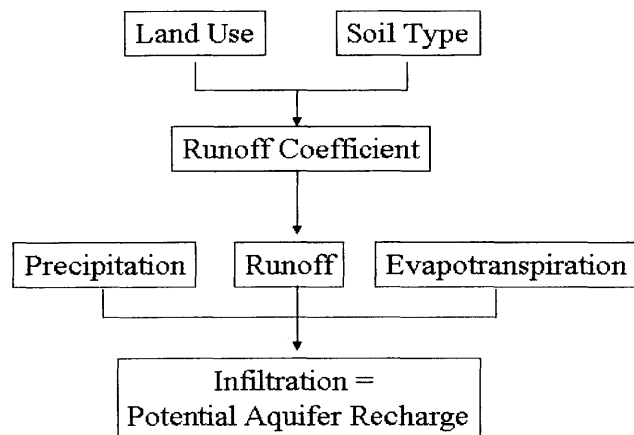 Land Use
Soil Type
Runoff Coefficient
Precipitation
Runoff
Evapotranspiration
Infiltration =
Potential Aquifer Recharge